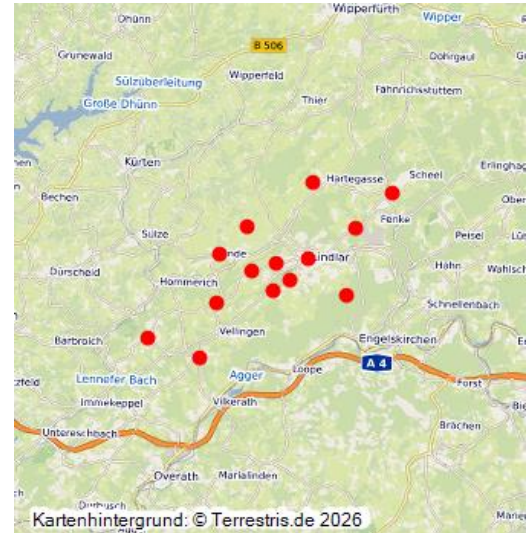 Dhünn
Wipperfürth
Wipper
Grunewald
B 506
Dohrgaul
Sülzüberleitung
Wipperfeld
Große Dhünn
Fähnrichsstüttem
Thier
Kürten
Hartegasse
Scheel
Bechen
Sülze
Fenke
Peisel
Dürscheid
Hommerich
Hahn
Wahlsch
Schnellenbach
Vellingen
Barbroich
Engelskirchen
Agger
Loope
A 4
Lennefer Bach
Forst
Immekeppel
Vilkerath
Untereschbach
Brächen
Overath
Marialinden
Kartenhintergrund: © Terrestris.de 2026